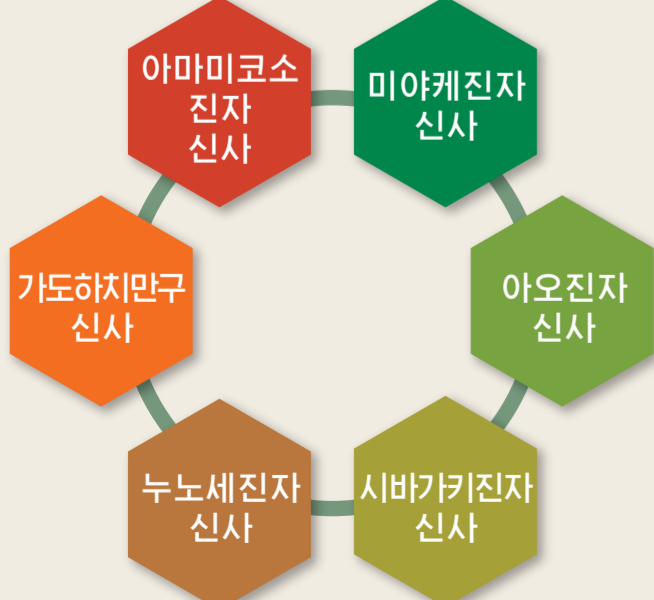 아마미코소
진자
신사
미야케진자
신사
가도하치만구
신사
아오진자
신사
누노세진자
신사
시바가키진자
신사